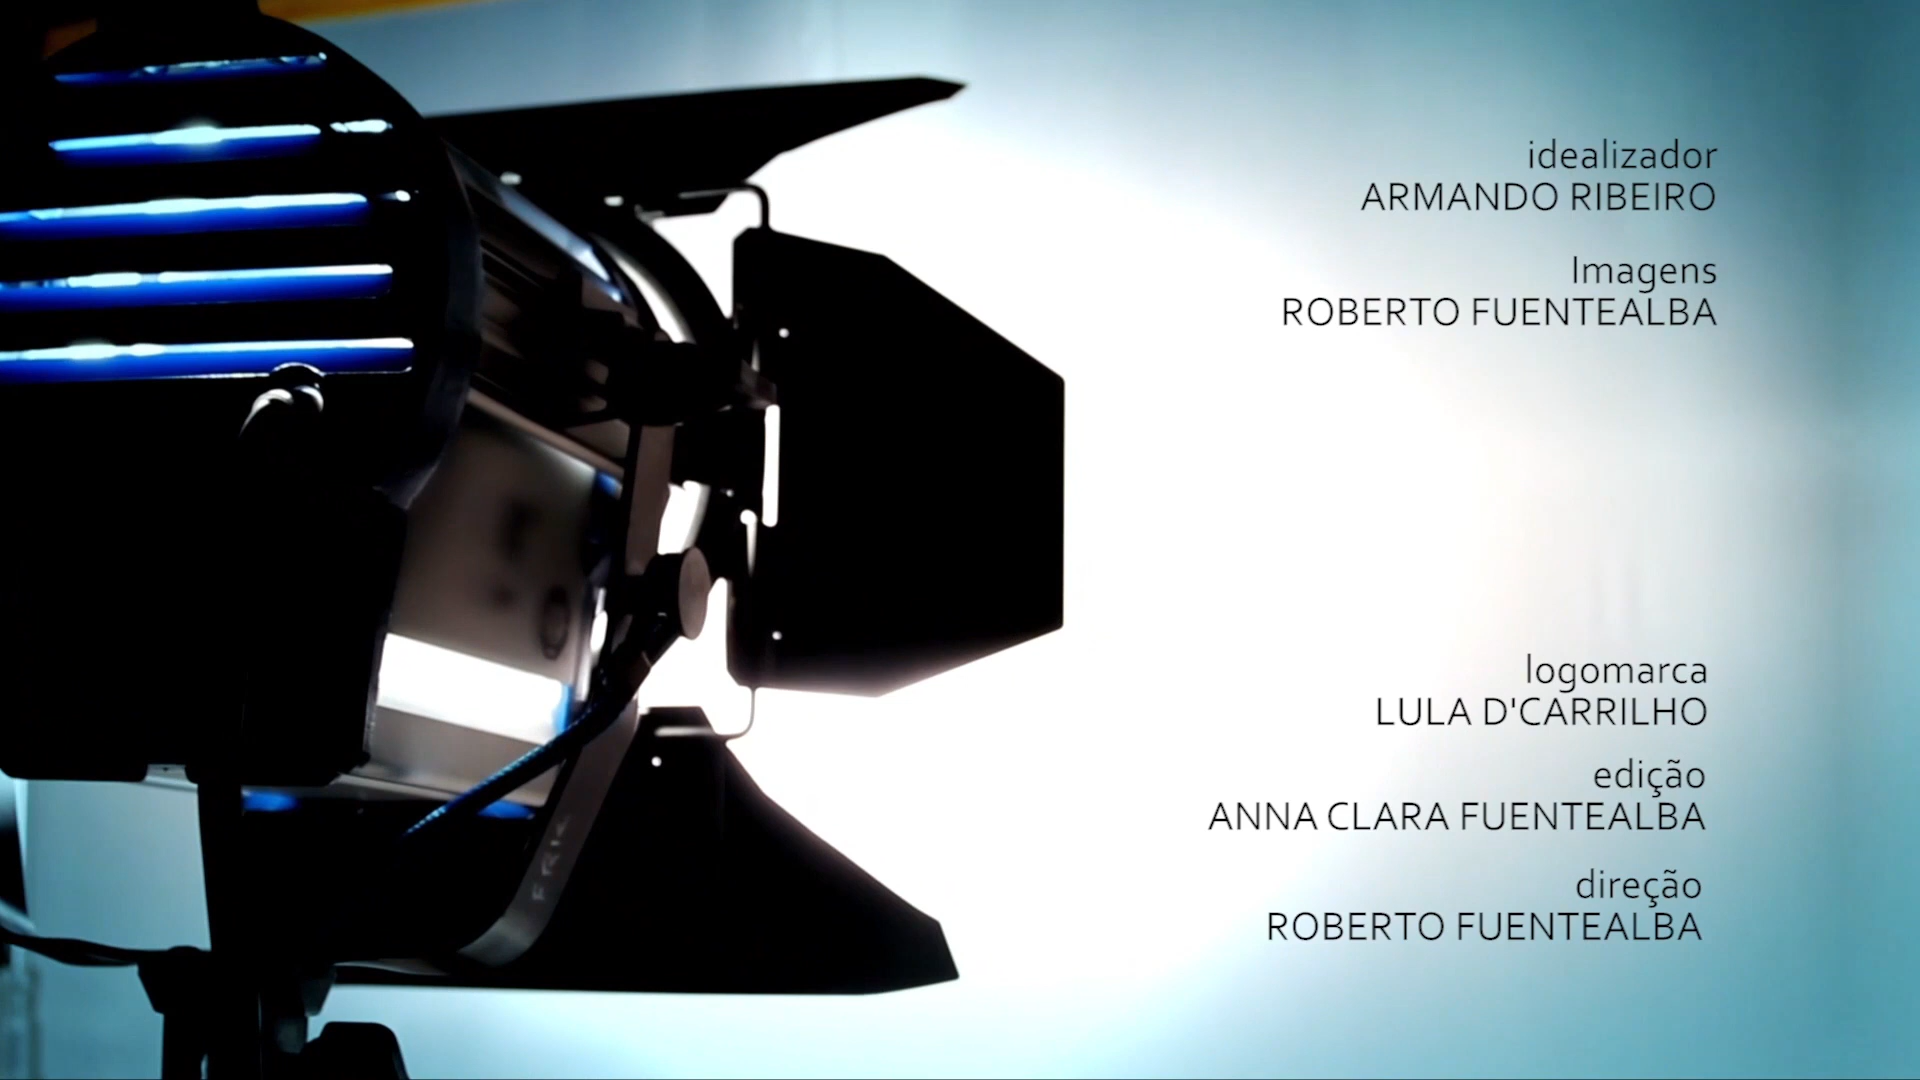 idealizador
ARMANDO RIBEIRO
Imagens
ROBERTO FUENTEALBA
logomarca
LULA D'CARRILHO
edição
ANNA CLARA FUENTEALBA
direção
ROBERTO FUENTEALBA